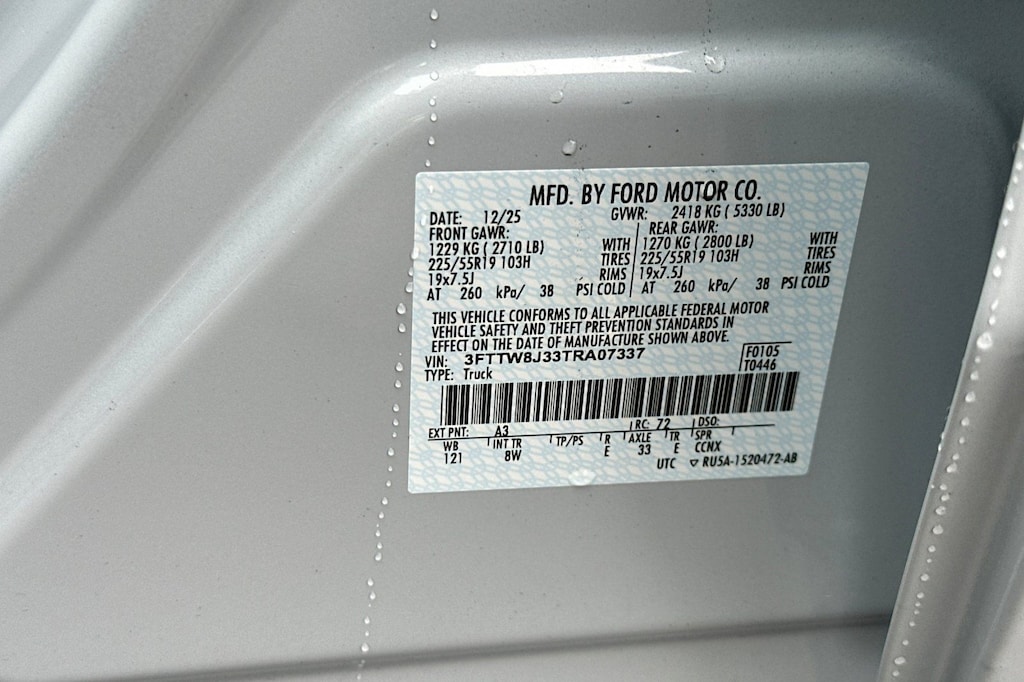 MFD. BY FORD MOTOR CO.
DATE: 12/25 GVWR: 2418 KG ( 5330 LB)
FRONT GAWR: REAR GAWR:
1229 KG ( 2710 LB) WITH 1270 KG ( 2800 LB) WITH
225/55R19 103H TIRES 225/55R19 103H TIRES
19x7.5J RIMS 19x7.5J RIMS
AT 260 kPa/ 38 PSI COLD AT 260 kPa/ 38 PSI COLD
THIS VEHICLE CONFORMS TO ALL APPLICABLE FEDERAL MOTOR
VEHICLE SAFETY AND THEFT PREVENTION STANDARDS IN
EFFECT ON THE DATE OF MANUFACTURE SHOWN ABOVE.
VIN: 3FTTW8J33TRA07337 F0105
TYPE: Truck T0446
EXT PNT: A3 RC: 72 DSO:
WB INT TR TP/PS R AXLE TR SPR
121 8W E 33 E CCNX
UTC ▽ RU5A-1520472-AB